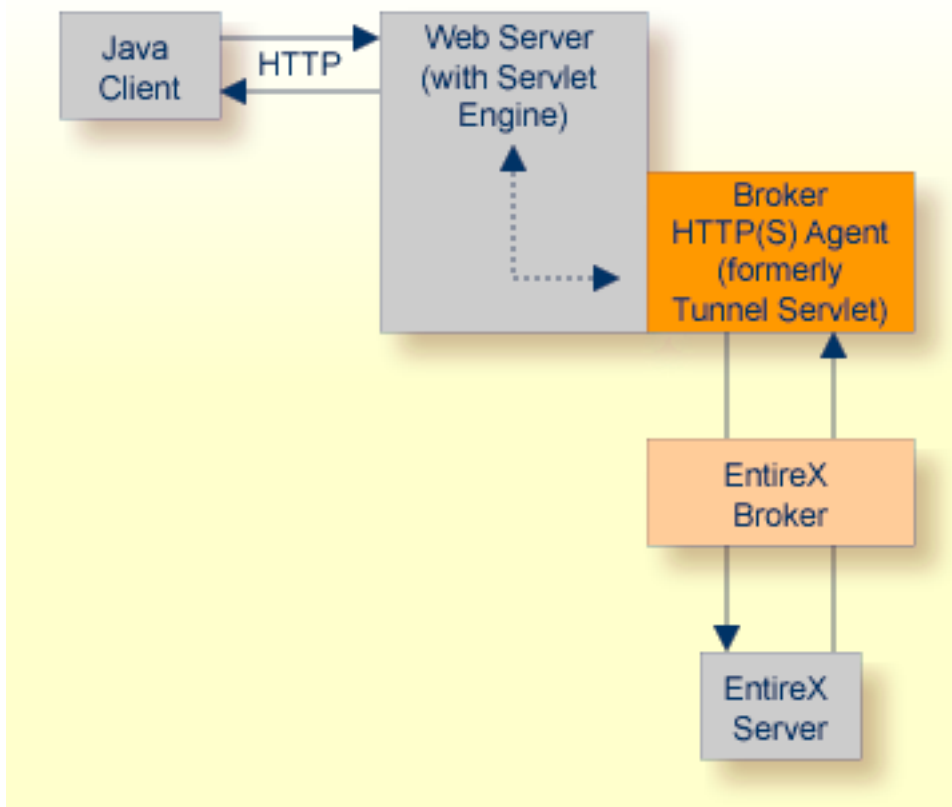 Java
Client
HTTP
Web Server
(with Servlet
Engine)
Broker
HTTP(S) Agent
(formerly
Tunnel Servlet)
EntireX
Broker
EntireX
Server